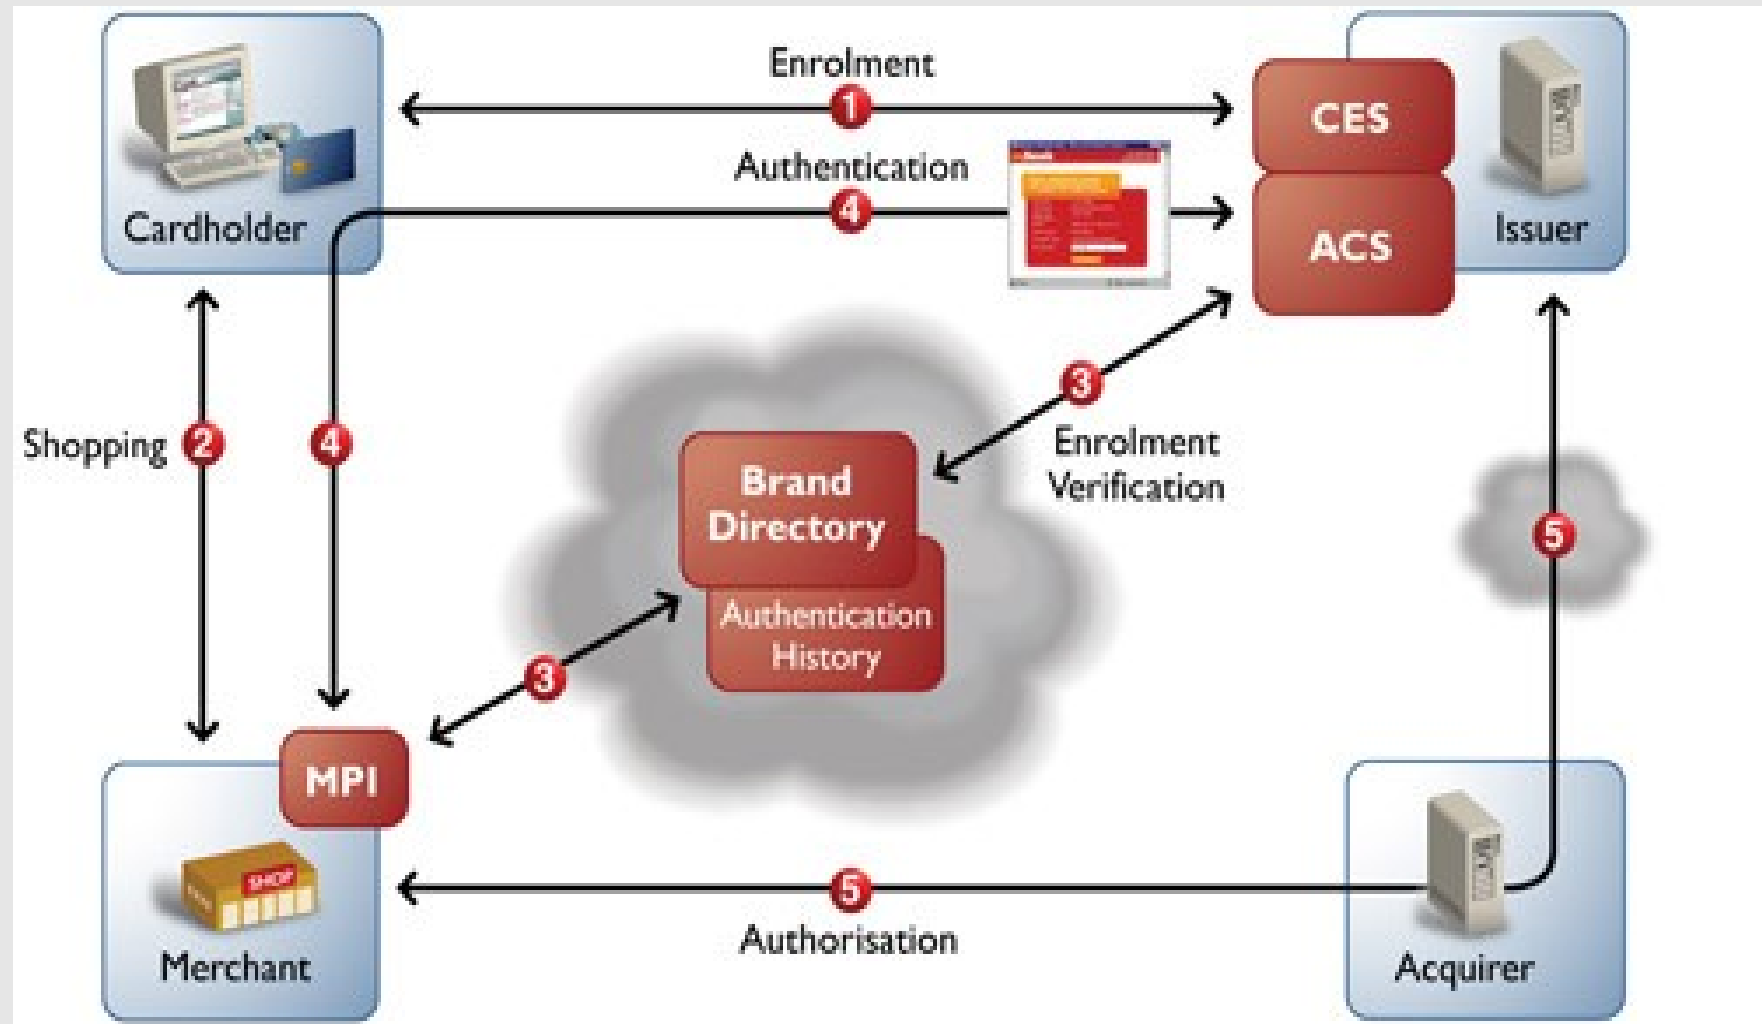 Enrolment
1
CES
Authentication
4
Cardholder
ACS
Issuer
3
Shopping
2
4
Enrolment
Verification
Brand
Directory
5
Authentication
History
3
MPI
SHOP
5
Merchant
Authorisation
Acquirer